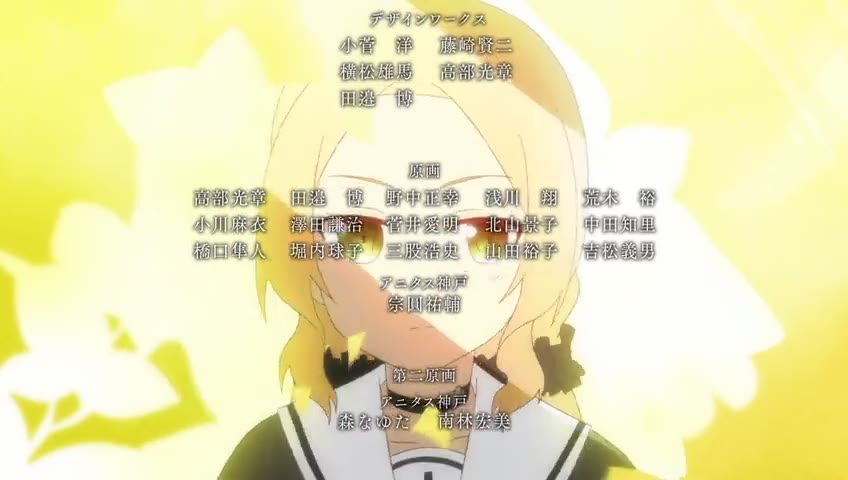 デザインワークス
小菅　洋　藤崎賢二
横松雄馬　高部光章
田邉　博
原画
高部光章　田邉　博　野中正幸　浅川　翔　荒木　裕
小川麻衣　澤田謙治　菅井愛明　北山景子　中田知里
橋口隼人　堀内球子　三股浩史　山田裕子　吉松義男
アニタス神戸
宗圓祐輔
第二原画
アニタス神戸
森なゆた　南林宏美